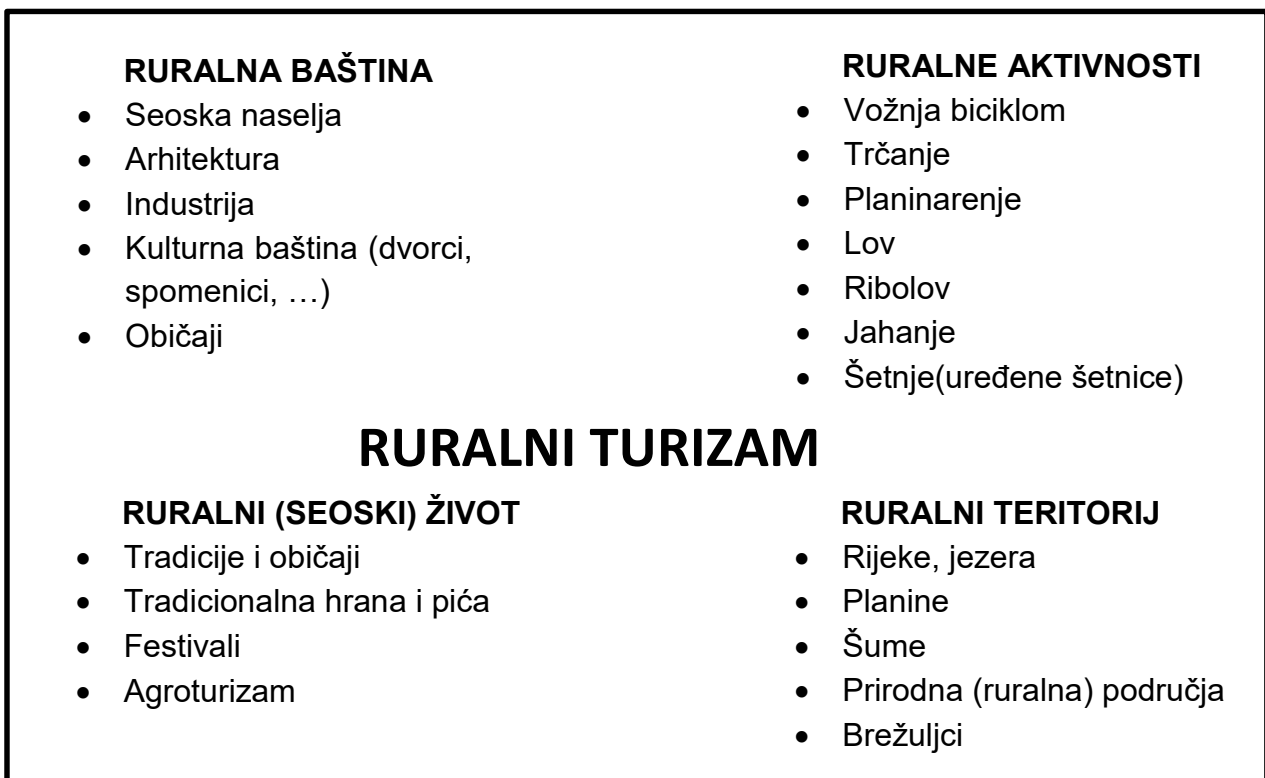 RURALNA BAŠTINA
• Seoska naselja
• Arhitektura
• Industrija
• Kulturna baština (dvorci,
spomenici, …)
• Običaji
RURALNE AKTIVNOSTI
• Vožnja biciklom
• Trčanje
• Planinarenje
• Lov
• Ribolov
• Jahanje
• Šetnje(uređene šetnice)
RURALNI TURIZAM
RURALNI (SEOSKI) ŽIVOT
• Tradicije i običaji
• Tradicionalna hrana i pića
• Festivali
• Agroturizam
RURALNI TERITORIJ
• Rijeke, jezera
• Planine
• Šume
• Prirodna (ruralna) područja
• Brežuljci